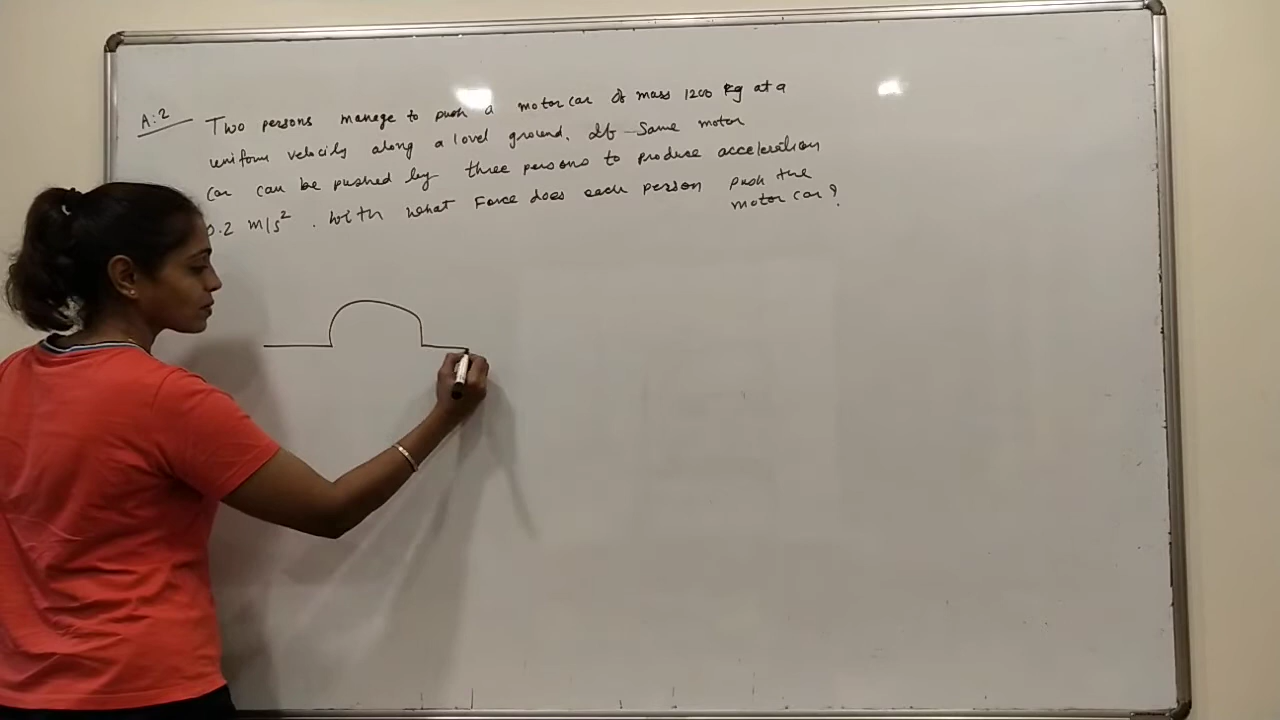 A:2
Two persons manage to push a motor car of mass 1200 kg at a
uniform velocity along a level ground. If Same motor
car can be pushed by three persons to produce acceleration
0.2 m/s². With what Force does each person push the
motor car?